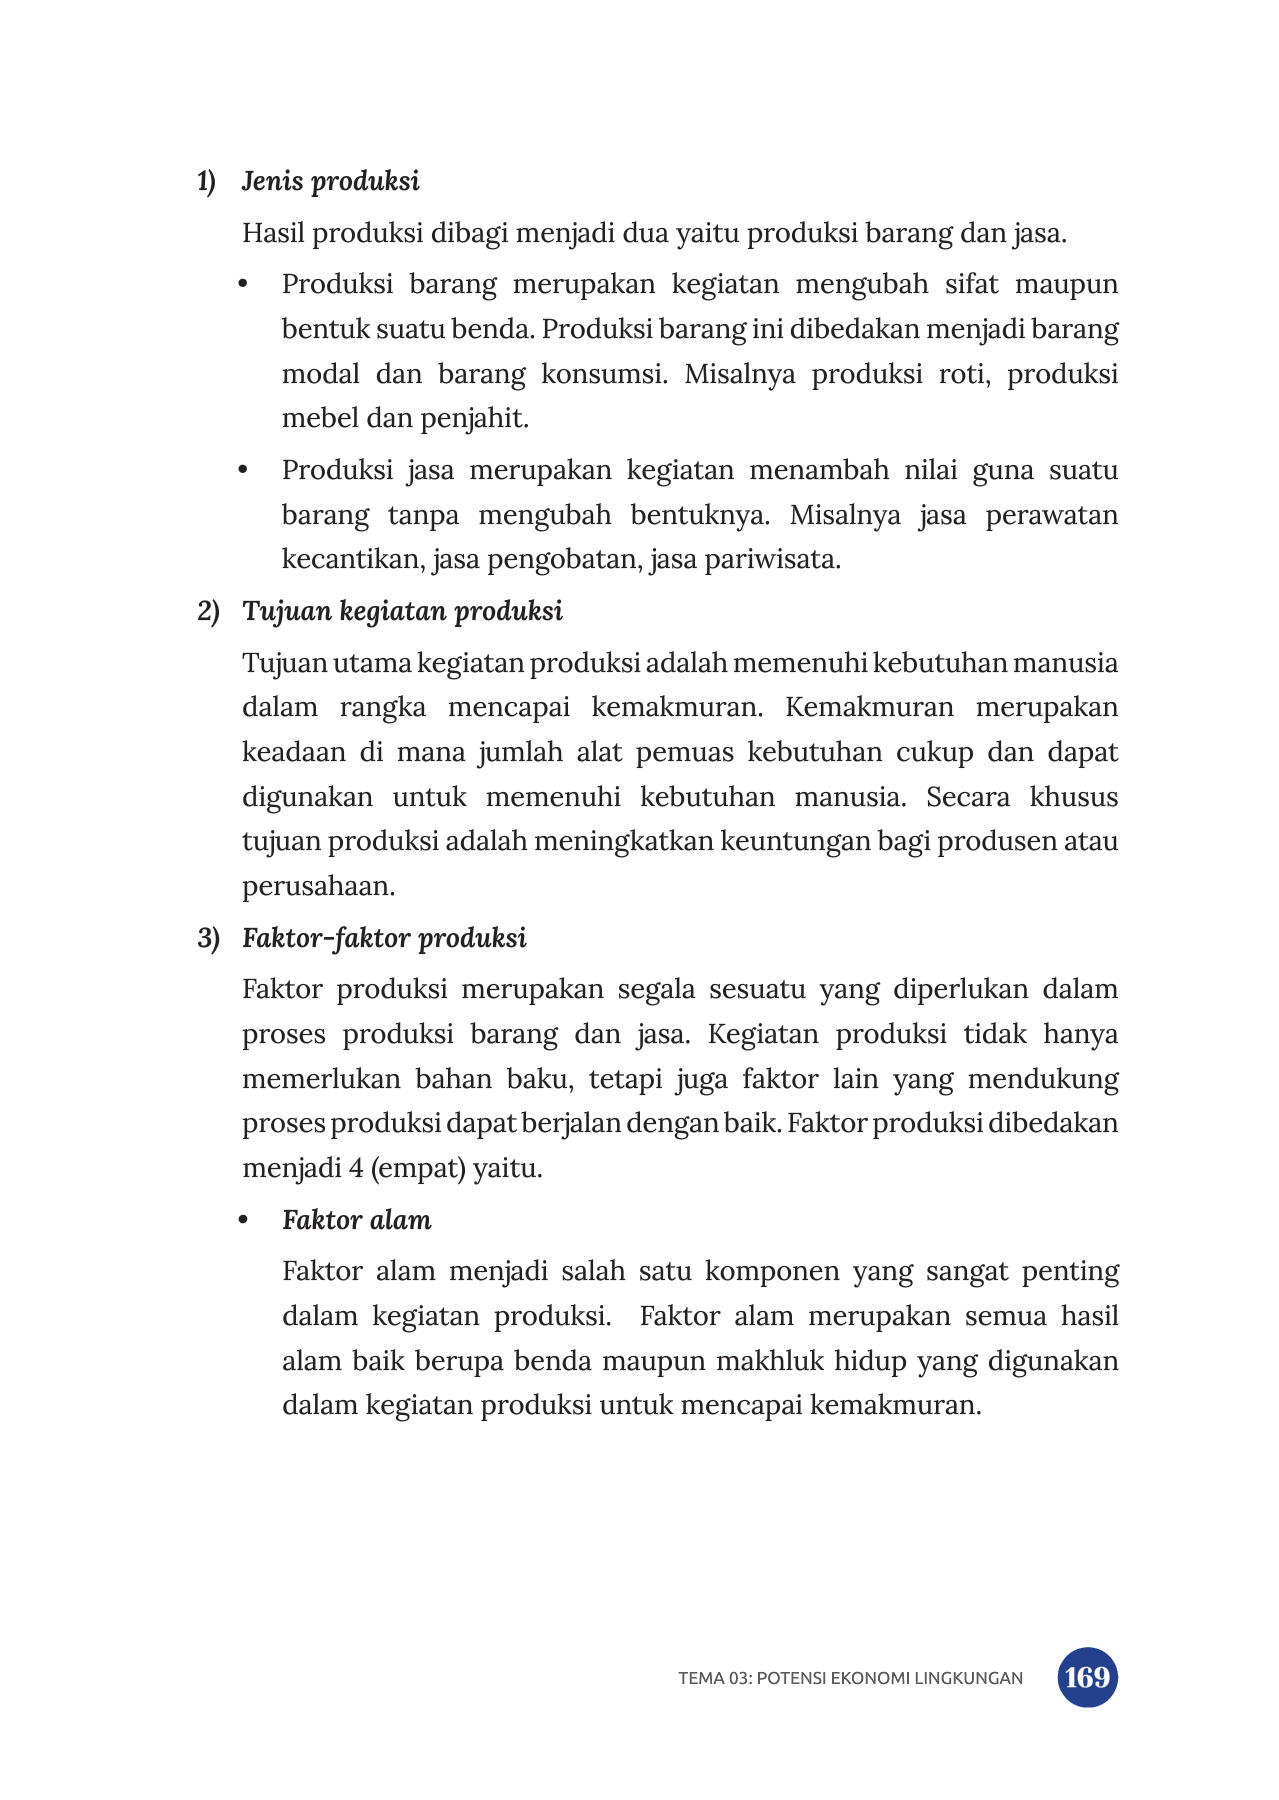 1) Jenis produksi
Hasil produksi dibagi menjadi dua yaitu produksi barang dan jasa.
• Produksi barang merupakan kegiatan mengubah sifat maupun
bentuk suatu benda. Produksi barang ini dibedakan menjadi barang
modal dan barang konsumsi. Misalnya produksi roti, produksi
mebel dan penjahit.
• Produksi jasa merupakan kegiatan menambah nilai guna suatu
barang tanpa mengubah bentuknya. Misalnya jasa perawatan
kecantikan, jasa pengobatan, jasa pariwisata.
2) Tujuan kegiatan produksi
Tujuan utama kegiatan produksi adalah memenuhi kebutuhan manusia
dalam rangka mencapai kemakmuran. Kemakmuran merupakan
keadaan di mana jumlah alat pemuas kebutuhan cukup dan dapat
digunakan untuk memenuhi kebutuhan manusia. Secara khusus
tujuan produksi adalah meningkatkan keuntungan bagi produsen atau
perusahaan.
3) Faktor-faktor produksi
Faktor produksi merupakan segala sesuatu yang diperlukan dalam
proses produksi barang dan jasa. Kegiatan produksi tidak hanya
memerlukan bahan baku, tetapi juga faktor lain yang mendukung
proses produksi dapat berjalan dengan baik. Faktor produksi dibedakan
menjadi 4 (empat) yaitu.
• Faktor alam
Faktor alam menjadi salah satu komponen yang sangat penting
dalam kegiatan produksi. Faktor alam merupakan semua hasil
alam baik berupa benda maupun makhluk hidup yang digunakan
dalam kegiatan produksi untuk mencapai kemakmuran.
TEMA 03: POTENSI EKONOMI LINGKUNGAN 169